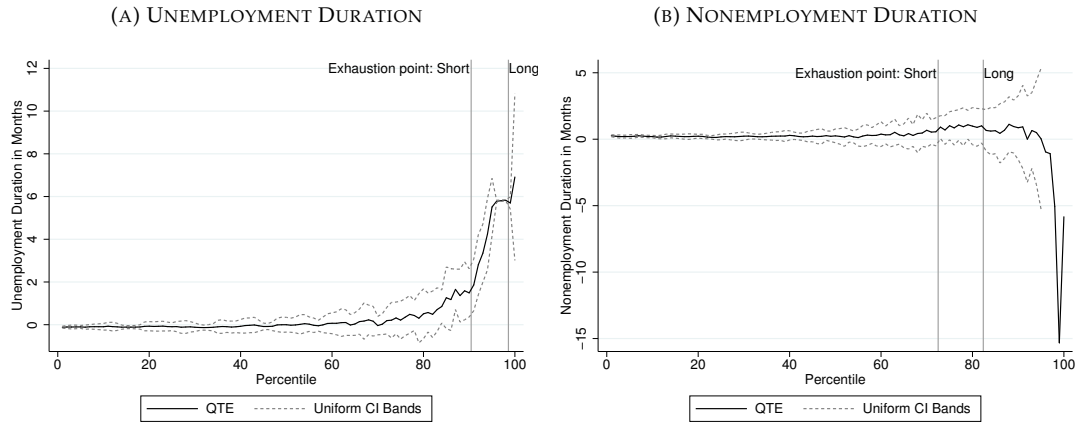 (A) UNEMPLOYMENT DURATION
Unemployment Duration in Months
12
10
8
6
4
2
0
Exhaustion point: Short
Long
0 20 40 60 80 100
Percentile
QTE Uniform CI Bands
(B) NONEMPLOYMENT DURATION
Nonemployment Duration in Months
5
0
−5
−10
−15
Exhaustion point: Short
Long
0 20 40 60 80 100
Percentile
QTE Uniform CI Bands